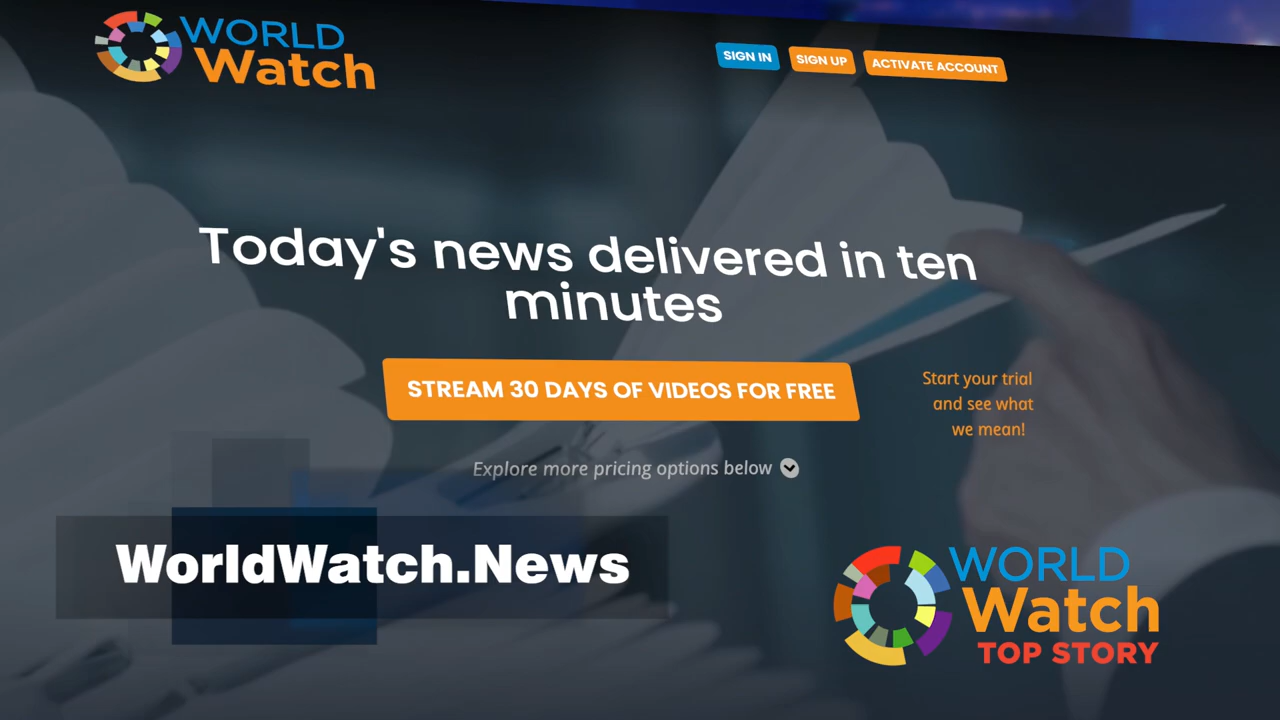 WORLD
Watch
SIGN IN
SIGN UP
ACTIVATE ACCOUNT
Today's news delivered in ten
minutes
STREAM 30 DAYS OF VIDEOS FOR FREE
Start your trial
and see what
we mean!
Explore more pricing options below
WorldWatch.News
WORLD
Watch
TOP STORY